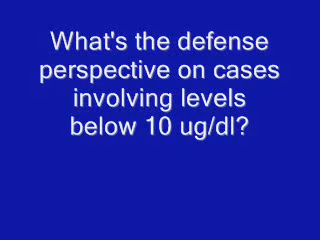 What's the defense
perspective on cases
involving levels
below 10 ug/dl?